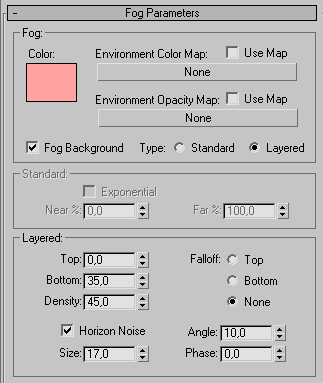 - Fog Parameters
Fog:
Color: Environment Color Map: Use Map
None
Environment Opacity Map: Use Map
None
Fog Background Type: Standard Layered
Standard:
Exponential
Near %: 0,0 Far %: 100,0
Layered:
Top: 0,0 Falloff: Top
Bottom: 35,0 Bottom
Density: 45,0 None
Horizon Noise Angle: 10,0
Size: 17,0 Phase: 0,0